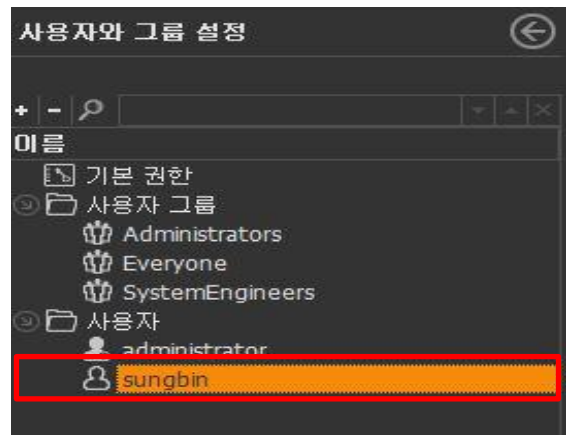 사용자와 그룹 설정
+ - 
이름
기본 권한
사용자 그룹
Administrators
Everyone
SystemEngineers
사용자
administrator
sungbin